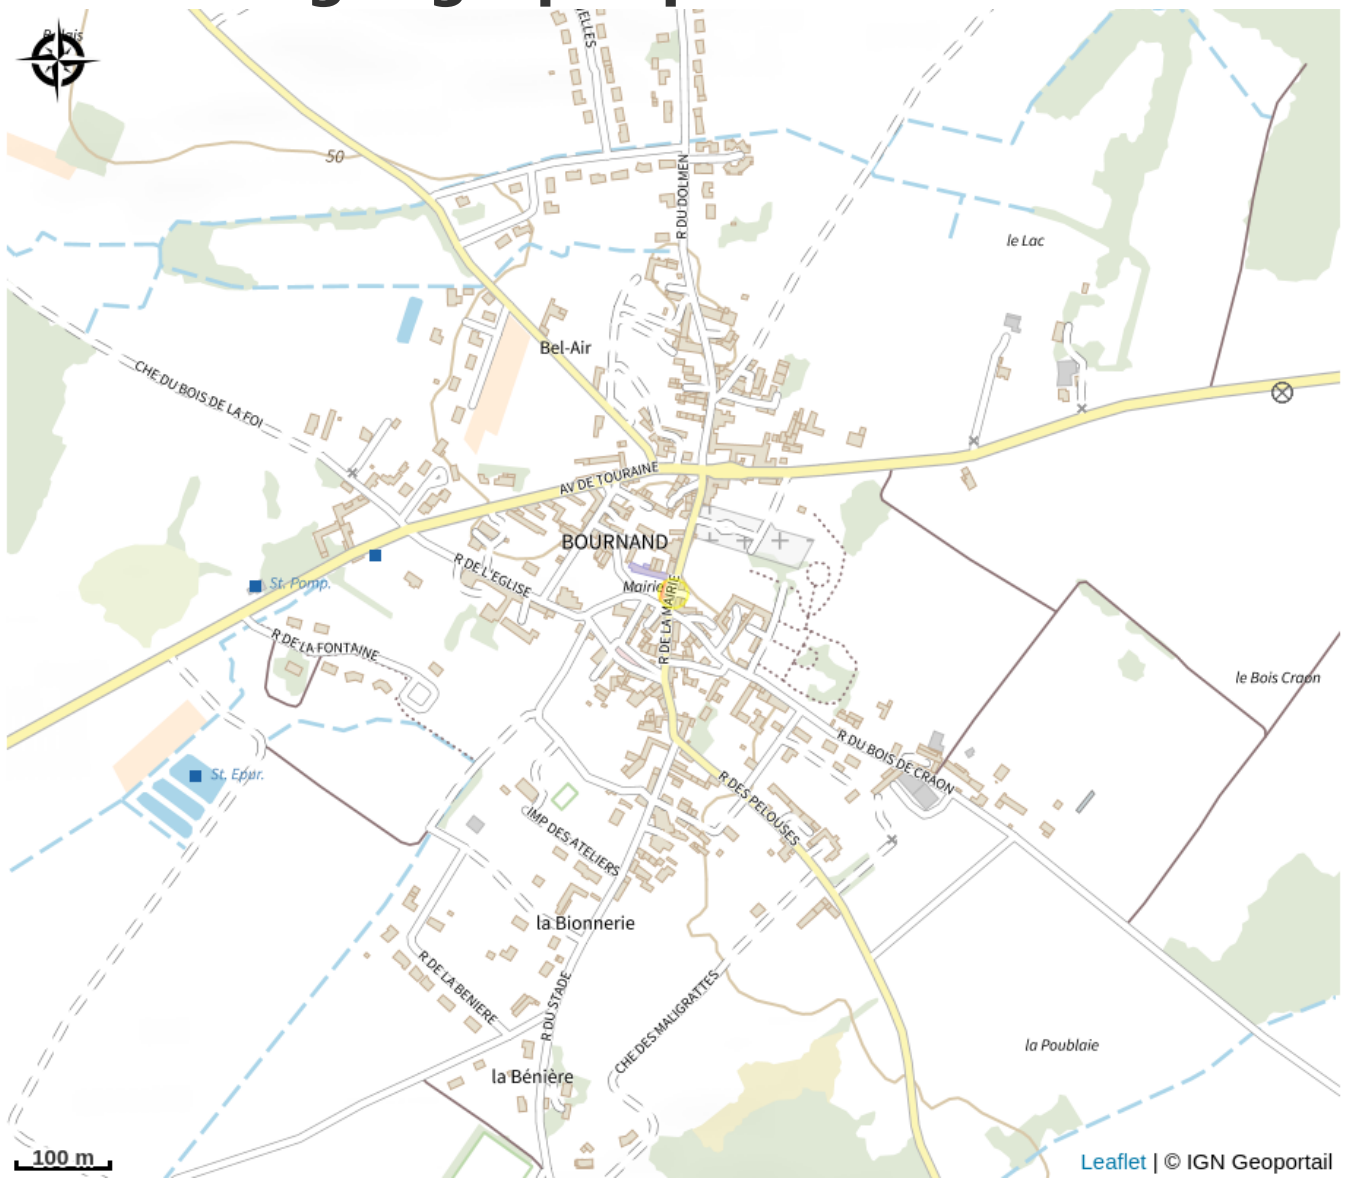 50
R DU DOLMEN
le Lac
Bel-Air
CHE DU BOIS DE LA FOI
AV DE TOURAINE
BOURNAND
R DE L'EGLISE
Mairie
St. Pomp.
R DE LA MAIRIE
R DE LA FONTAINE
le Bois Craon
R DU BOIS DE CRAON
St. Epur.
R DES PELOUSES
IMP DES ATELIERS
la Bionnerie
R DE LA BENIERE
R DU STADE
CHE DES MALIGRATTES
la Poublaie
la Bénière
100 m
Leaflet | © IGN Geoportail